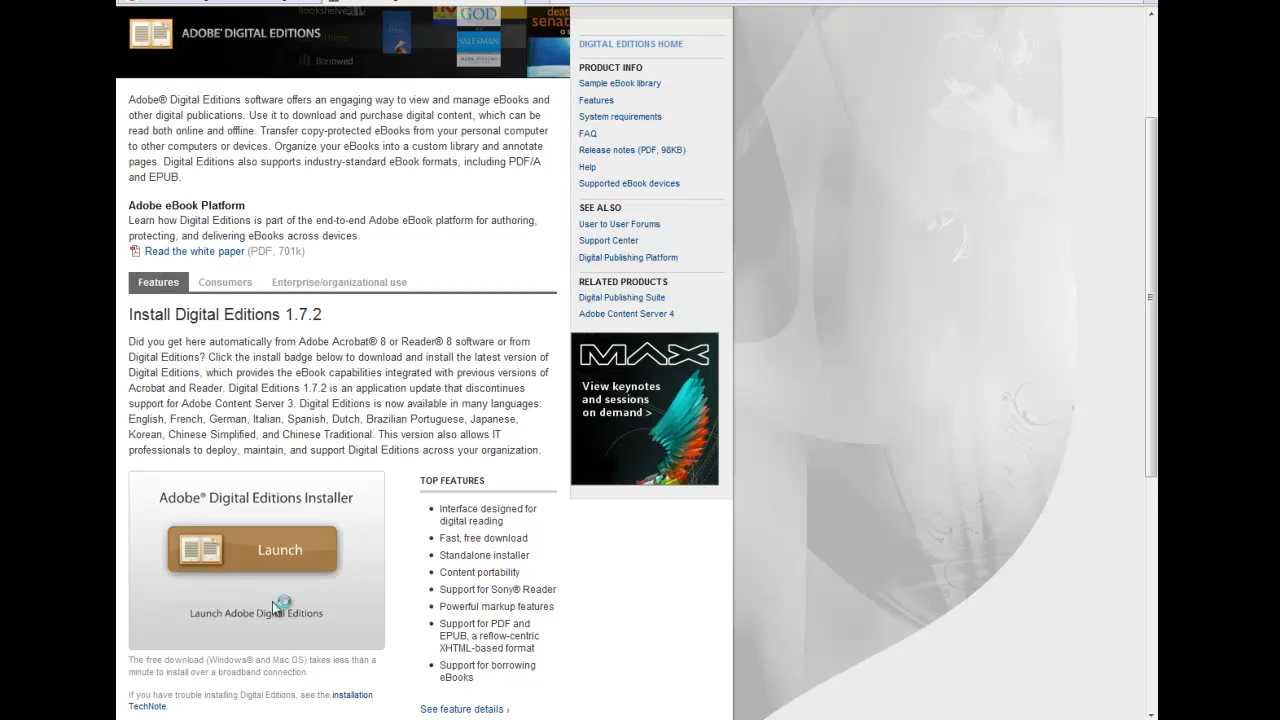 Bookshelves
GOD
death
senat
ADOBE® DIGITAL EDITIONS
SALESMAN
Borrowed
Adobe® Digital Editions software offers an engaging way to view and manage eBooks and
other digital publications. Use it to download and purchase digital content, which can be
read both online and offline. Transfer copy-protected eBooks from your personal computer
to other computers or devices. Organize your eBooks into a custom library and annotate
pages. Digital Editions also supports industry-standard eBook formats, including PDF/A
and EPUB.
Adobe eBook Platform
Learn how Digital Editions is part of the end-to-end Adobe eBook platform for authoring,
protecting, and delivering eBooks across devices.
Read the white paper (PDF, 701k)
Features Consumers Enterprise/organizational use
Install Digital Editions 1.7.2
Did you get here automatically from Adobe Acrobat® 8 or Reader® 8 software or from
Digital Editions? Click the install badge below to download and install the latest version of
Digital Editions, which provides the eBook capabilities integrated with previous versions of
Acrobat and Reader. Digital Editions 1.7.2 is an application update that discontinues
support for Adobe Content Server 3. Digital Editions is now available in many languages:
English, French, German, Italian, Spanish, Dutch, Brazilian Portuguese, Japanese,
Korean, Chinese Simplified, and Chinese Traditional. This version also allows IT
professionals to deploy, maintain, and support Digital Editions across your organization.
Adobe® Digital Editions Installer
Launch
Launch Adobe Digital Editions
The free download (Windows® and Mac OS) takes less than a
minute to install over a broadband connection.
If you have trouble installing Digital Editions, see the installation
TechNote.
TOP FEATURES
Interface designed for
digital reading
Fast, free download
Standalone installer
Content portability
Support for Sony® Reader
Powerful markup features
Support for PDF and
EPUB, a reflow-centric
XHTML-based format
Support for borrowing
eBooks
See feature details ›
DIGITAL EDITIONS HOME
PRODUCT INFO
Sample eBook library
Features
System requirements
FAQ
Release notes (PDF, 98KB)
Help
Supported eBook devices
SEE ALSO
User to User Forums
Support Center
Digital Publishing Platform
RELATED PRODUCTS
Digital Publishing Suite
Adobe Content Server 4
MAX
View keynotes
and sessions
on demand >